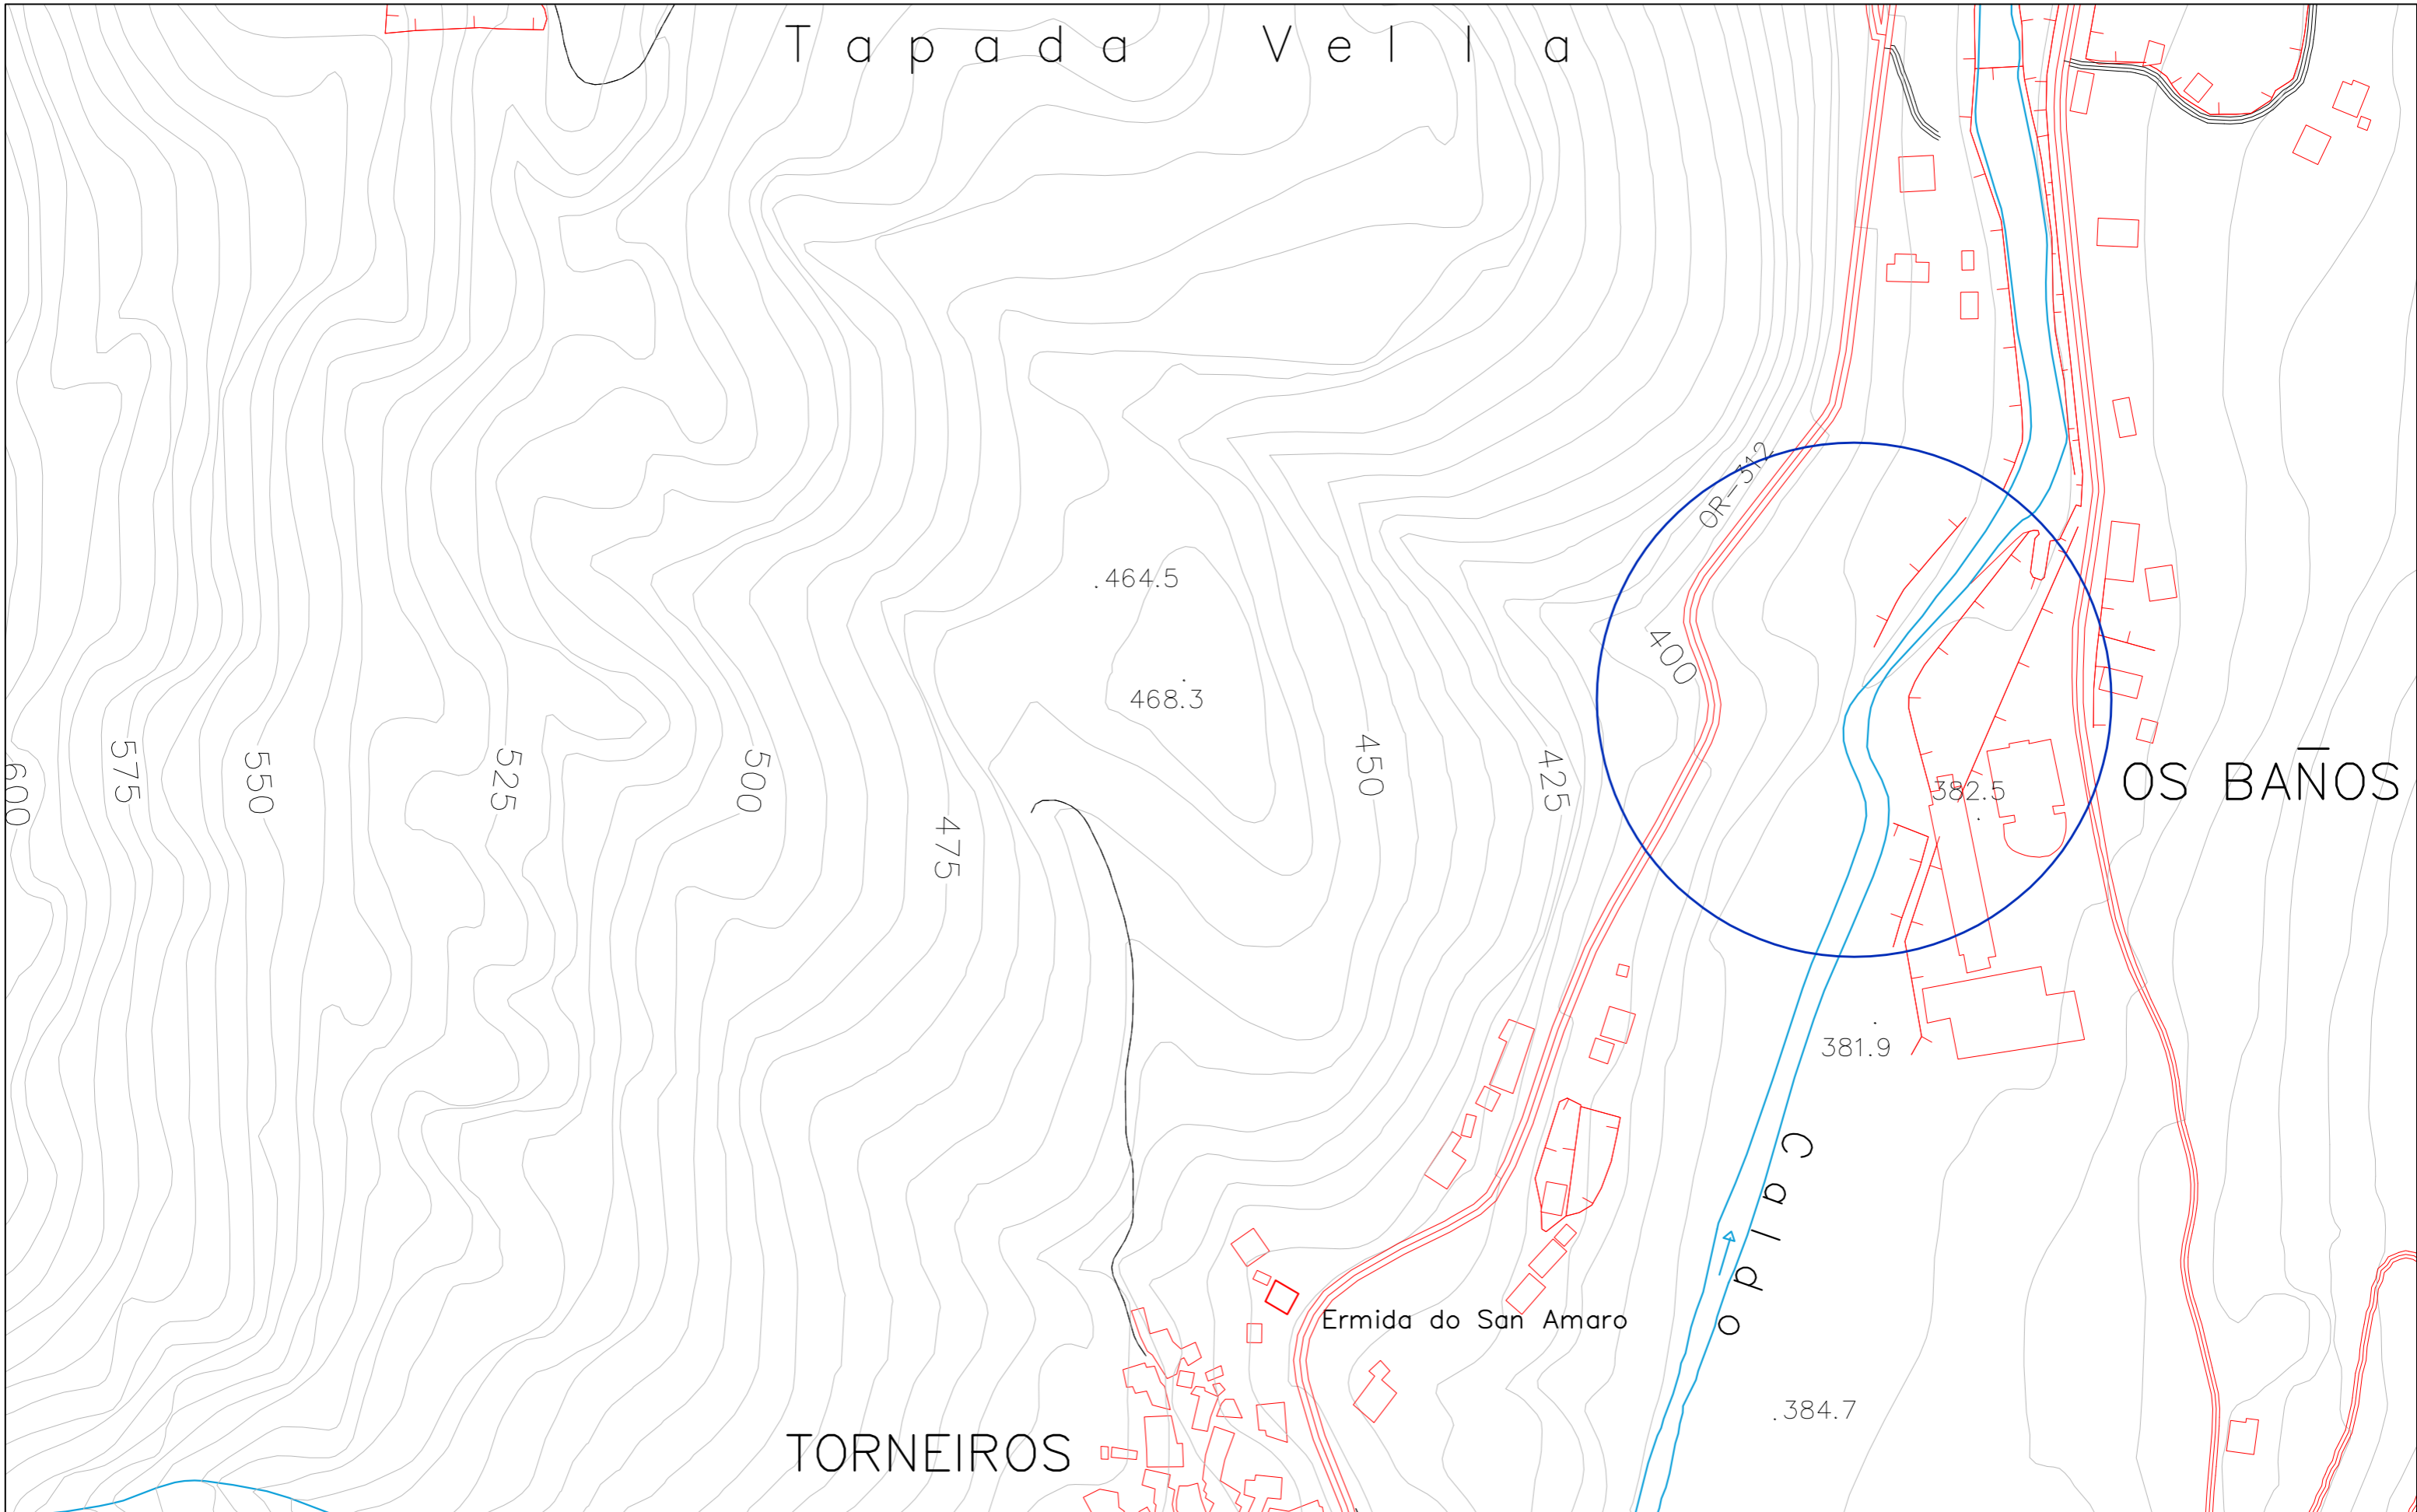 Tapada Vella
OR-312
.464.5
400
468.3
600
575
550
525
500
475
450
425
382.5
OS BAÑOS
381.9
Caldo
Ermida do San Amaro
.384.7
TORNEIROS